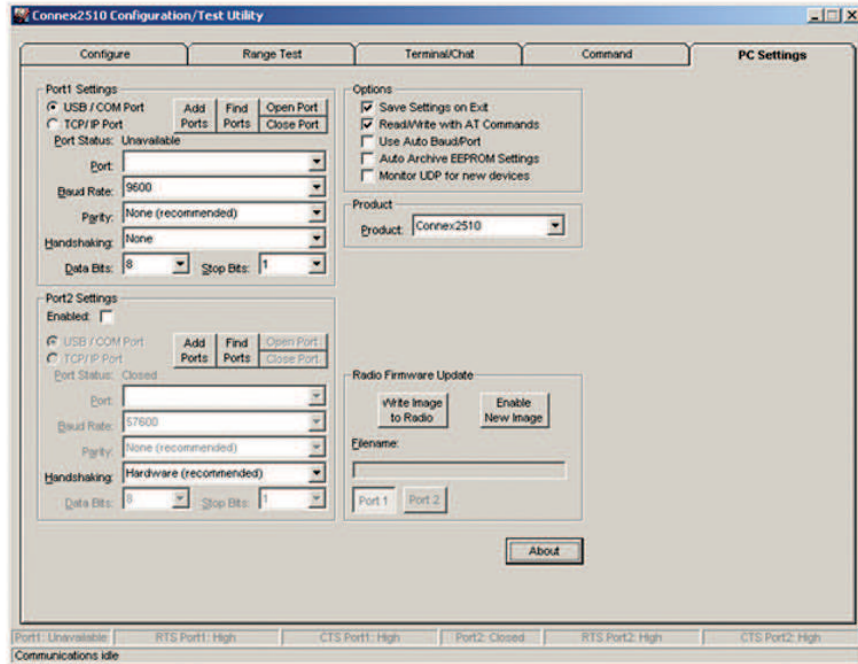 Connex2510 Configuration/Test Utility
Configure
Range Test
Terminal/Chat
Command
PC Settings
Port1 Settings
USB / COM Port
TCP/IP Port
Add Ports
Find Ports
Open Port
Close Port
Port Status: Unavailable
Port:
Baud Rate: 9600
Parity: None (recommended)
Handshaking: None
Data Bits: 8 Stop Bits: 1
Port2 Settings
Enabled:
USB / COM Port
TCP/IP Port
Add Ports
Find Ports
Open Port
Close Port
Port Status: Closed
Port:
Baud Rate: 57600
Parity: None (recommended)
Handshaking: Hardware (recommended)
Data Bits: 8 Stop Bits: 1
Options
Save Settings on Exit
Read/Write with AT Commands
Use Auto Baud/Port
Auto Archive EEPROM Settings
Monitor UDP for new devices
Product
Product: Connex2510
Radio Firmware Update
Write Image to Radio
Enable New Image
Filename:
Port 1
Port 2
About
Port1: Unavailable RTS Port1: High CTS Port1: High Port2: Closed RTS Port2: High CTS Port2: High
Communications Idle